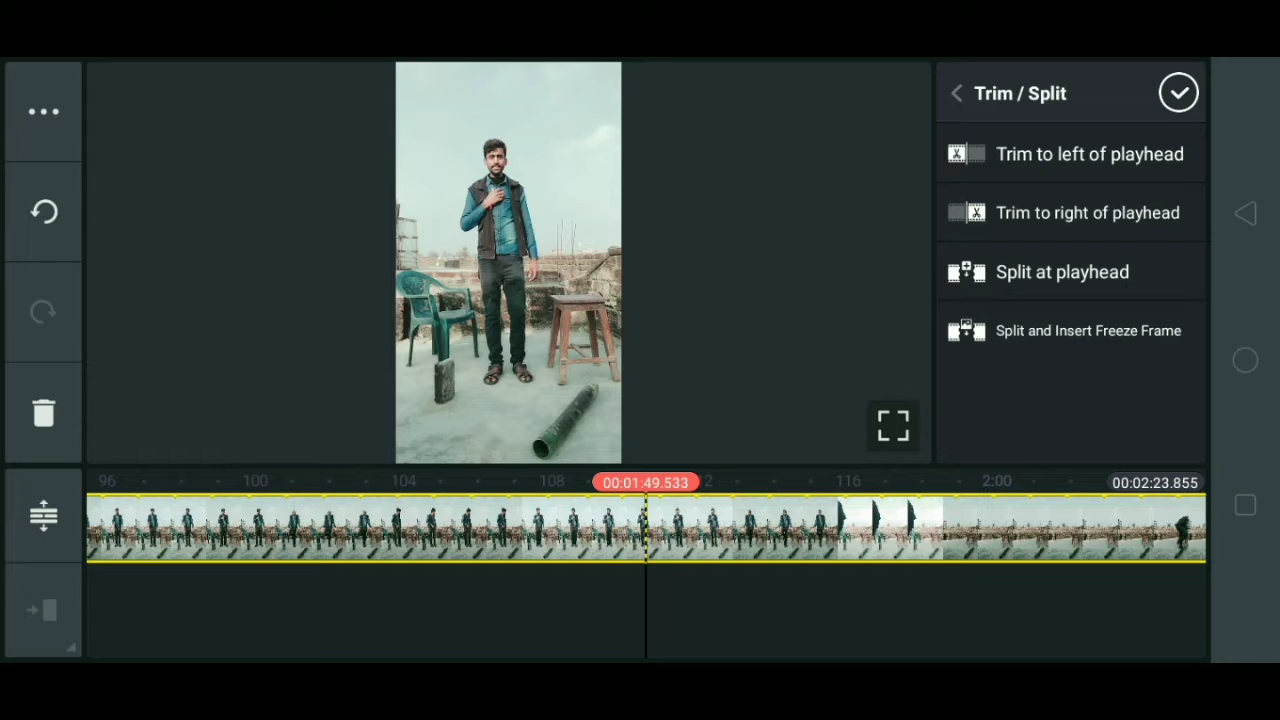 Trim / Split
Trim to left of playhead
Trim to right of playhead
Split at playhead
Split and Insert Freeze Frame
96 100 104 108 00:01:49.533 12 116 2:00 00:02:23.855